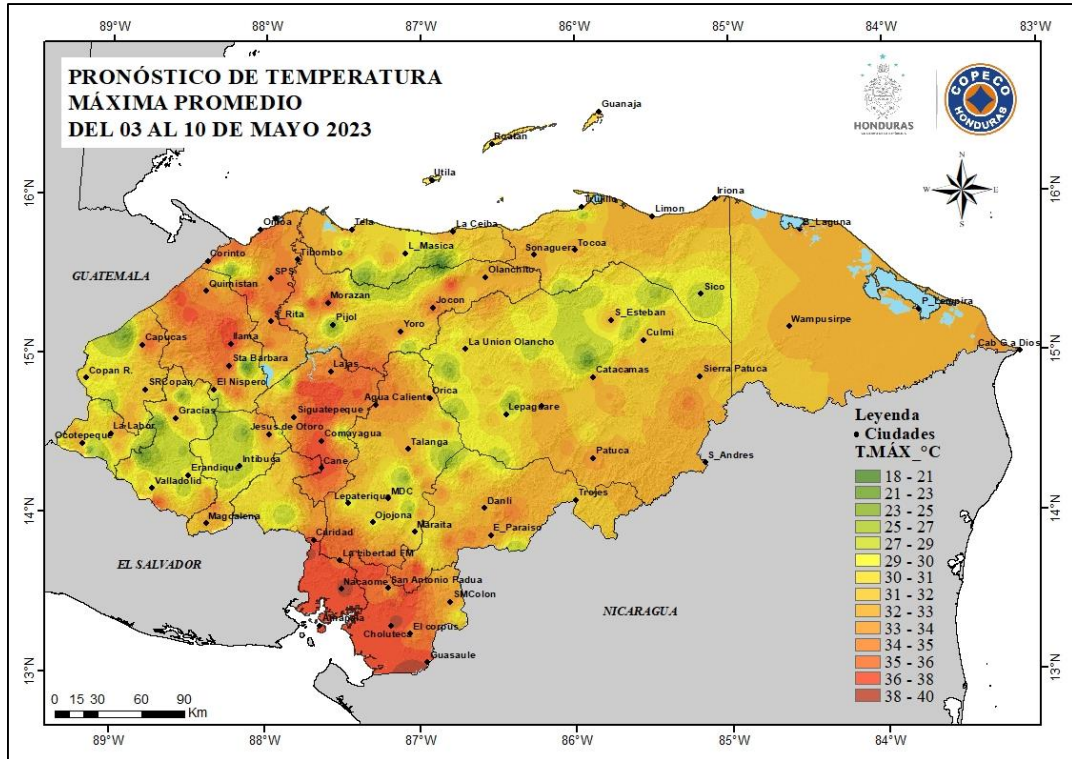 89°W 88°W 87°W 86°W 85°W 84°W 83°W
PRONÓSTICO DE TEMPERATURA
MÁXIMA PROMEDIO
DEL 03 AL 10 DE MAYO 2023
HONDURAS
COPECO
HONDURAS
N
W E
S
16°N
15°N
14°N
13°N
16°N
15°N
14°N
13°N
Guanaja
Roatan
Utila
Trujillo
Limon
Iriona
B_Laguna
Omoa
Tela
La Ceiba
Corinto
Tibombo
L_Masica
Sonaguera
Tocoa
GUATEMALA
Quimistan
SPS
Olanchito
Morazan
Jocon
Sico
P_Lempira
S_Rita
Pijol
Yoro
S_Esteban
Wampusirpe
Capucas
Ilama
La Union Olancho
Culmi
Cab G a Dios
Sta Barbara
Lajas
Copan R.
SRCopan
El Nispero
Agua Caliente
Orica
Catacamas
Sierra Patuca
Gracias
Siguatepeque
Lepaguare
La-Labor
Jesus de Otoro
Comayagua
Ocotepeque
Talanga
Intibuca
Cane
Patuca
S_Andres
Erandique
Valladolid
Lepaterique
MDC
Danli
Trojes
Magdalena
Ojojona
Maraita
E_Paraiso
Caridad
La Libertad FM
EL SALVADOR
Nacaome
San Antonio Padua
SMColon
NICARAGUA
Amapala
Choluteca
El corpus
Guasaule
Leyenda
Ciudades
T.MÁX_°C
18 - 21
21 - 23
23 - 25
25 - 27
27 - 29
29 - 30
30 - 31
31 - 32
32 - 33
33 - 34
34 - 35
35 - 36
36 - 38
38 - 40
0 15 30 60 90
Km
89°W 88°W 87°W 86°W 85°W 84°W